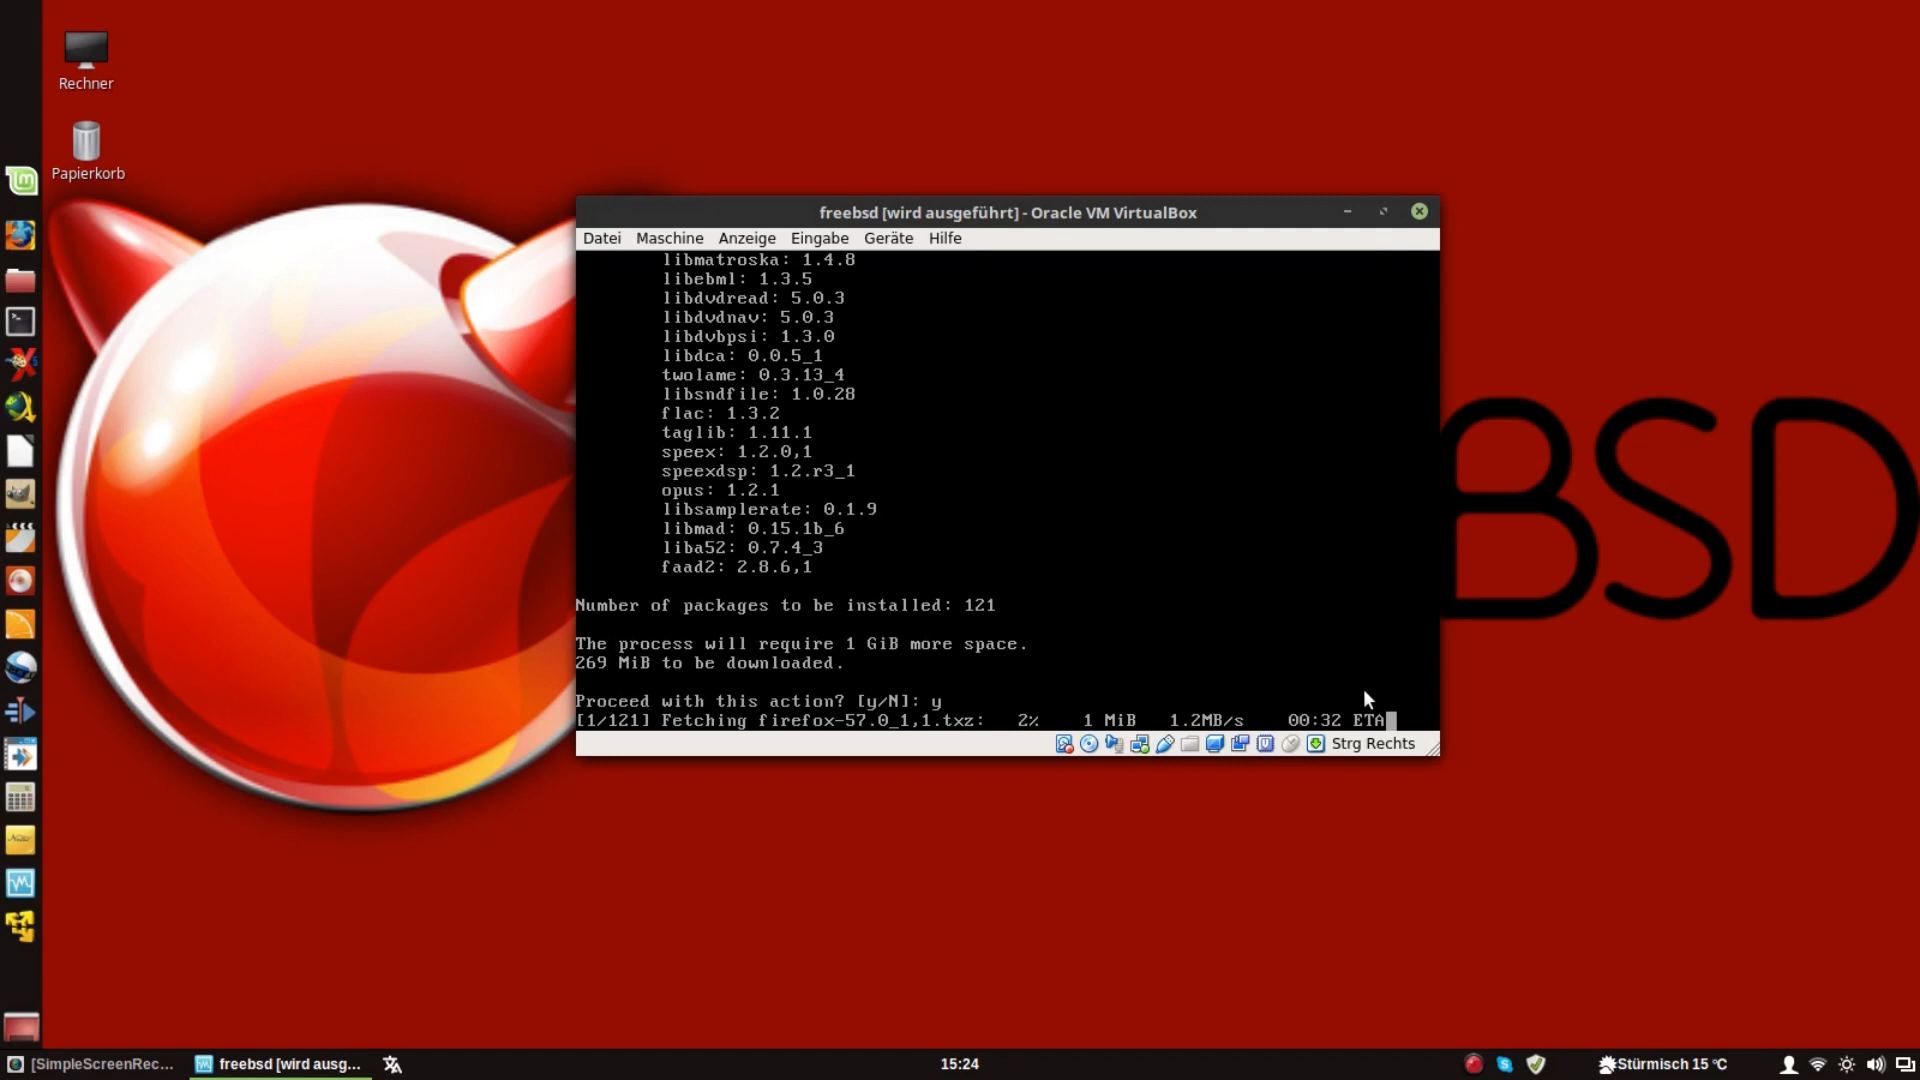 Rechner
Papierkorb
freebsd [wird ausgeführt] - Oracle VM VirtualBox
Datei Maschine Anzeige Eingabe Geräte Hilfe
libmatroska: 1.4.8
libebml: 1.3.5
libdvdread: 5.0.3
libdvdnav: 5.0.3
libdvbpsi: 1.3.0
libdca: 0.0.5_1
twolame: 0.3.13_4
libsndfile: 1.0.28
flac: 1.3.2
taglib: 1.11.1
speex: 1.2.0,1
speexdsp: 1.2.r3_1
opus: 1.2.1
libsamplerate: 0.1.9
libmad: 0.15.1b_6
liba52: 0.7.4_3
faad2: 2.8.6,1
Number of packages to be installed: 121
The process will require 1 GiB more space.
269 MiB to be downloaded.
Proceed with this action? [y/N]: y
[1/121] Fetching firefox-57.0_1,1.txz: 2% 1 MiB 1.2MB/s 00:32 ETA
Strg Rechts
BSD
[SimpleScreenRec... freebsd [wird ausg... 15:24 Stürmisch 15 °C